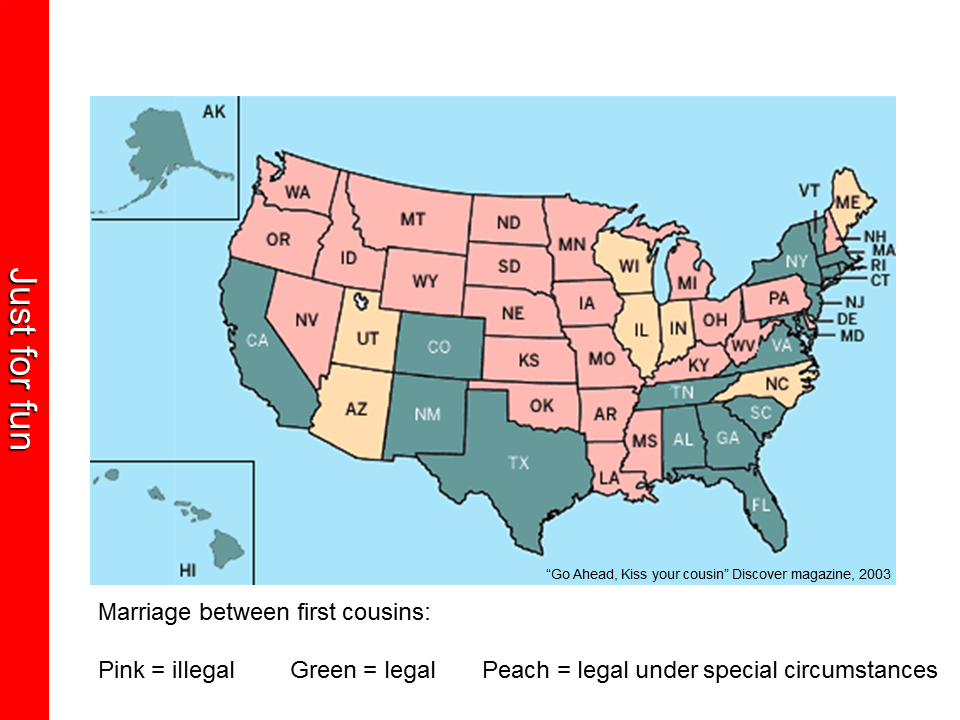 Just for fun
AK
WA
MT
ND
MN
VT
ME
OR
ID
SD
WI
MI
NY
NH
MA
RI
CT
WY
IA
PA
NJ
NE
NV
UT
CO
IL
IN
OH
DE
MD
CA
KS
MO
KY
WV
VA
AZ
NM
OK
AR
TN
NC
SC
TX
LA
MS
AL
GA
FL
HI
“Go Ahead, Kiss your cousin” Discover magazine, 2003
Marriage between first cousins:
Pink = illegal Green = legal Peach = legal under special circumstances